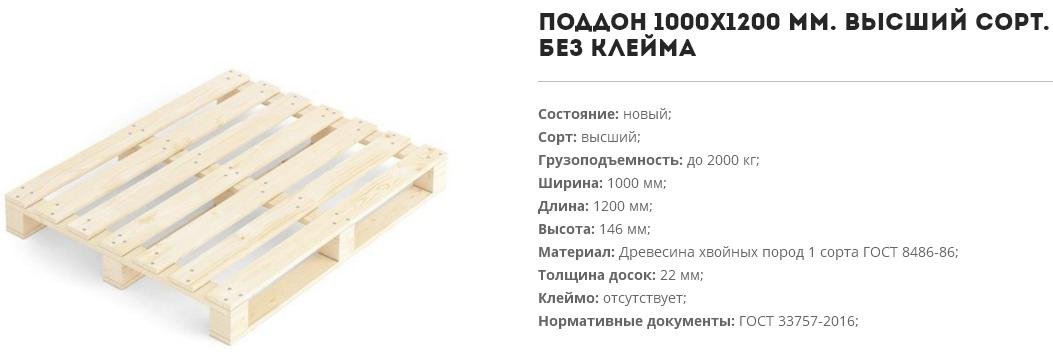 ПОДДОН 1000Х1200 ММ. ВЫСШИЙ СОРТ.
БЕЗ КЛЕЙМА
Состояние: новый;
Сорт: высший;
Грузоподъемность: до 2000 кг;
Ширина: 1000 мм;
Длина: 1200 мм;
Высота: 146 мм;
Материал: Древесина хвойных пород 1 сорта ГОСТ 8486-86;
Толщина досок: 22 мм;
Клеймо: отсутствует;
Нормативные документы: ГОСТ 33757-2016;